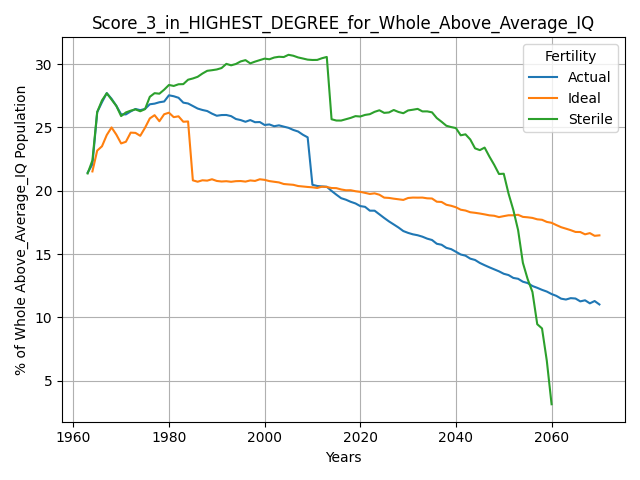 Score_3_in_HIGHEST_DEGREE_for_Whole_Above_Average_IQ
Fertility
Actual
Ideal
Sterile
% of Whole Above_Average_IQ Population
30
25
20
15
10
5
1960
1980
2000
2020
2040
2060
Years